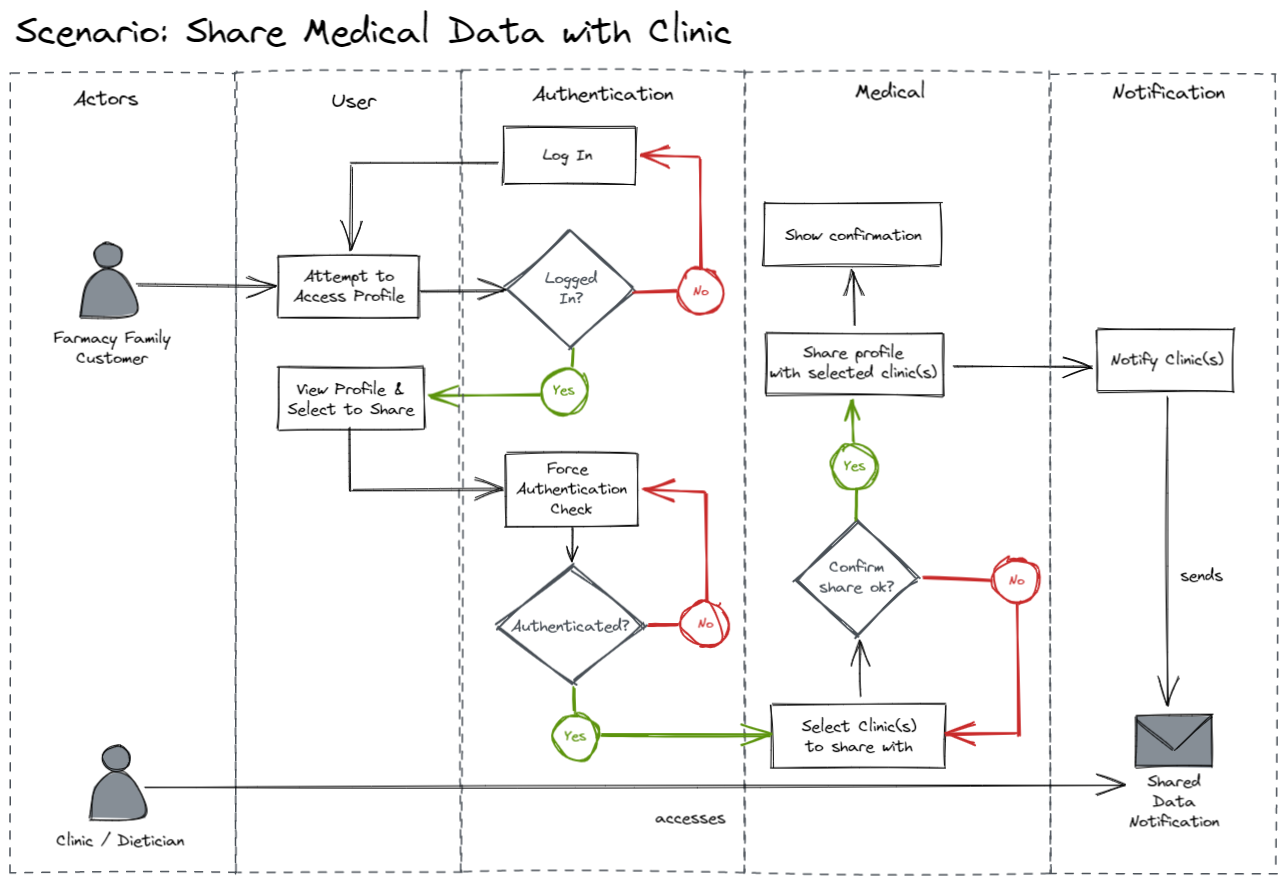 Scenario: Share Medical Data with Clinic
Actors
User
Authentication
Medical
Notification
Log In
Show confirmation
Attempt to
Access Profile
Logged
In?
No
Farmacy Family
Customer
Share profile
with selected clinic(s)
Notify Clinic(s)
View Profile &
Select to Share
Yes
Force
Authentication
Check
Yes
Confirm
share ok?
No
sends
Authenticated?
No
Yes
Select Clinic(s)
to share with
Shared
Data
Notification
accesses
Clinic / Dietician